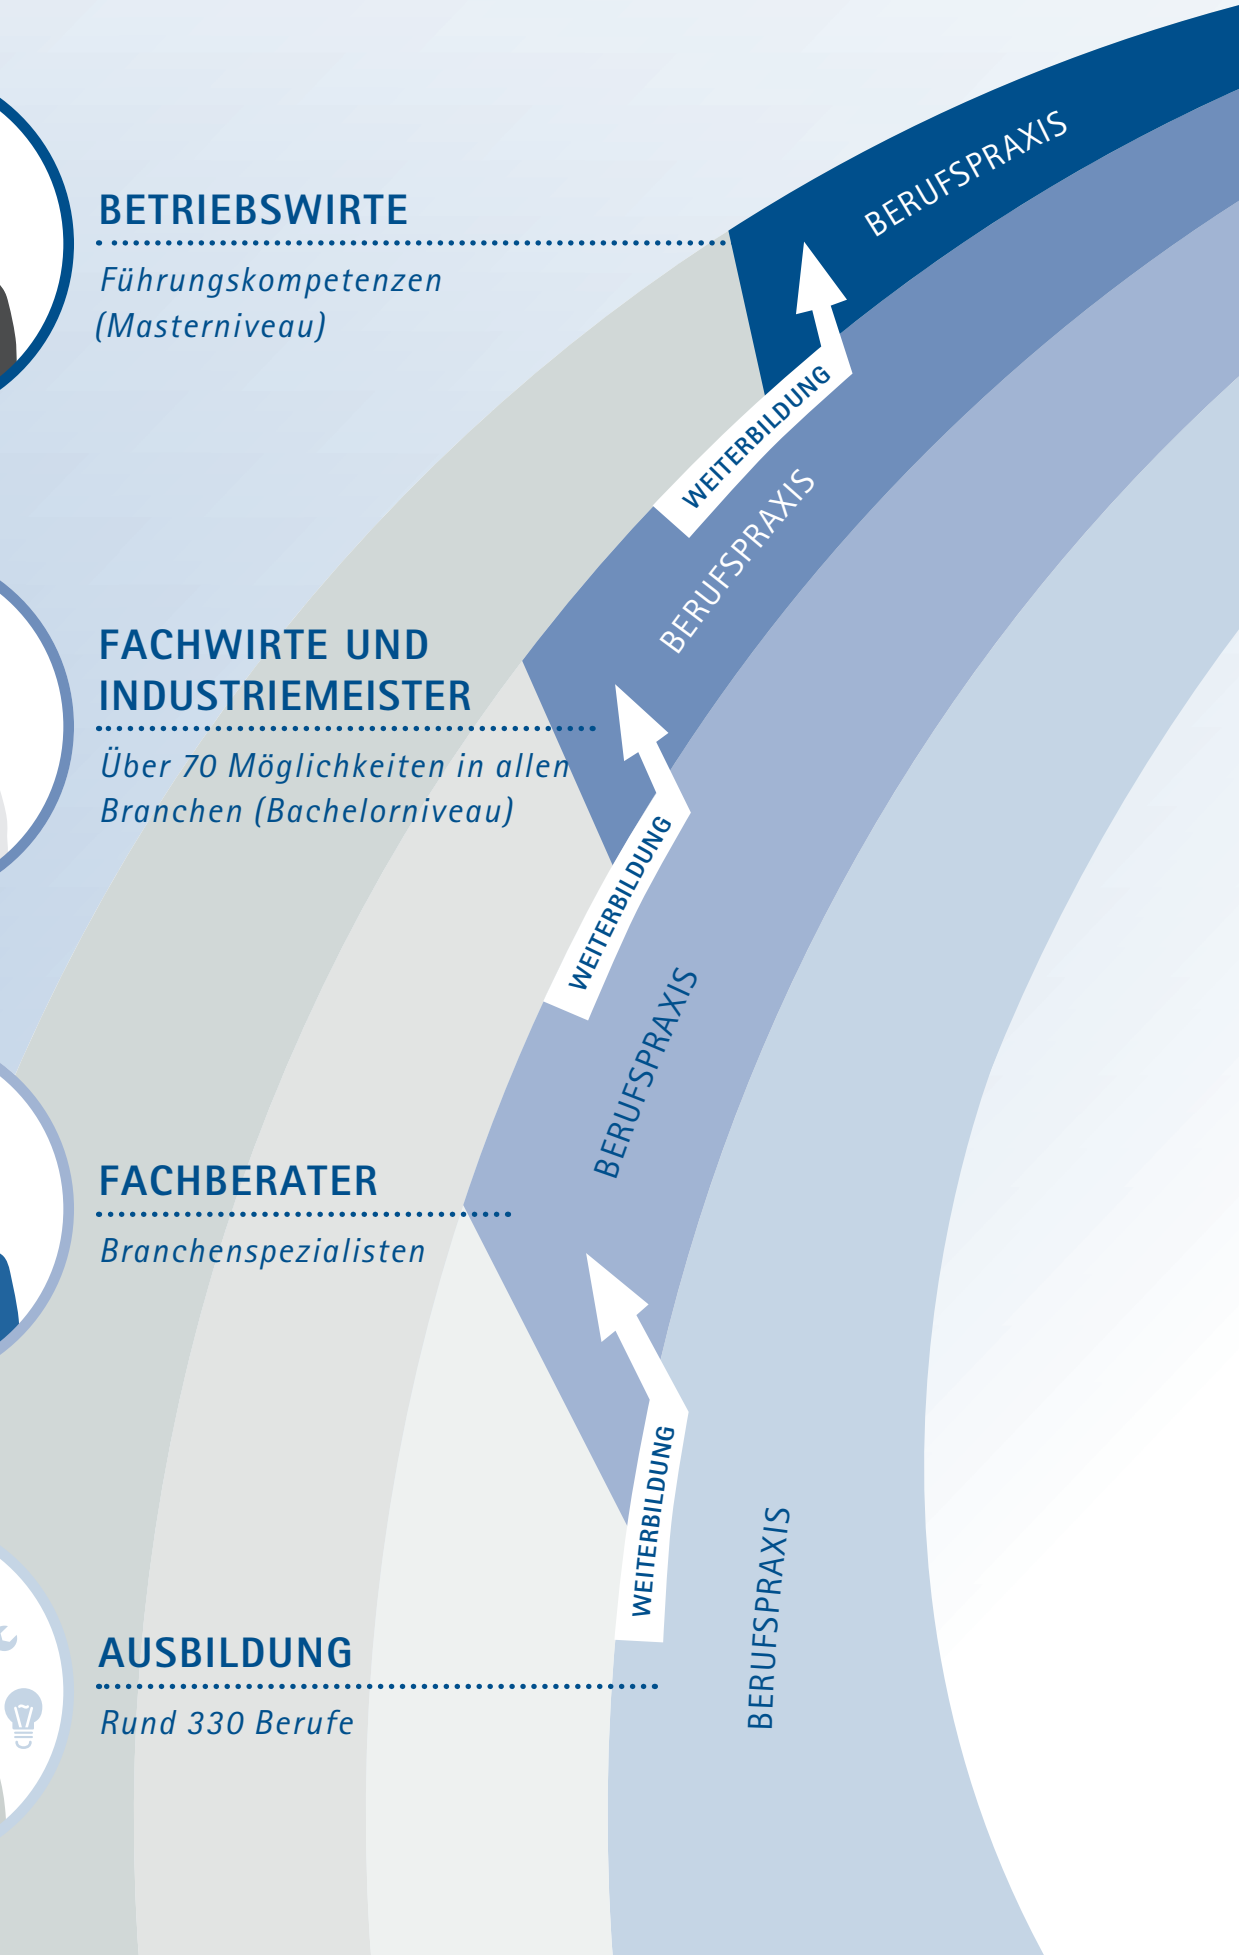 BERUFSPRAXIS
BETRIEBSWIRTE
Führungskompetenzen
(Masterniveau)
WEITERBILDUNG
BERUFSPRAXIS
FACHWIRTE UND
INDUSTRIEMEISTER
Über 70 Möglichkeiten in allen
Branchen (Bachelorniveau)
WEITERBILDUNG
BERUFSPRAXIS
FACHBERATER
Branchenspezialisten
WEITERBILDUNG
BERUFSPRAXIS
AUSBILDUNG
Rund 330 Berufe